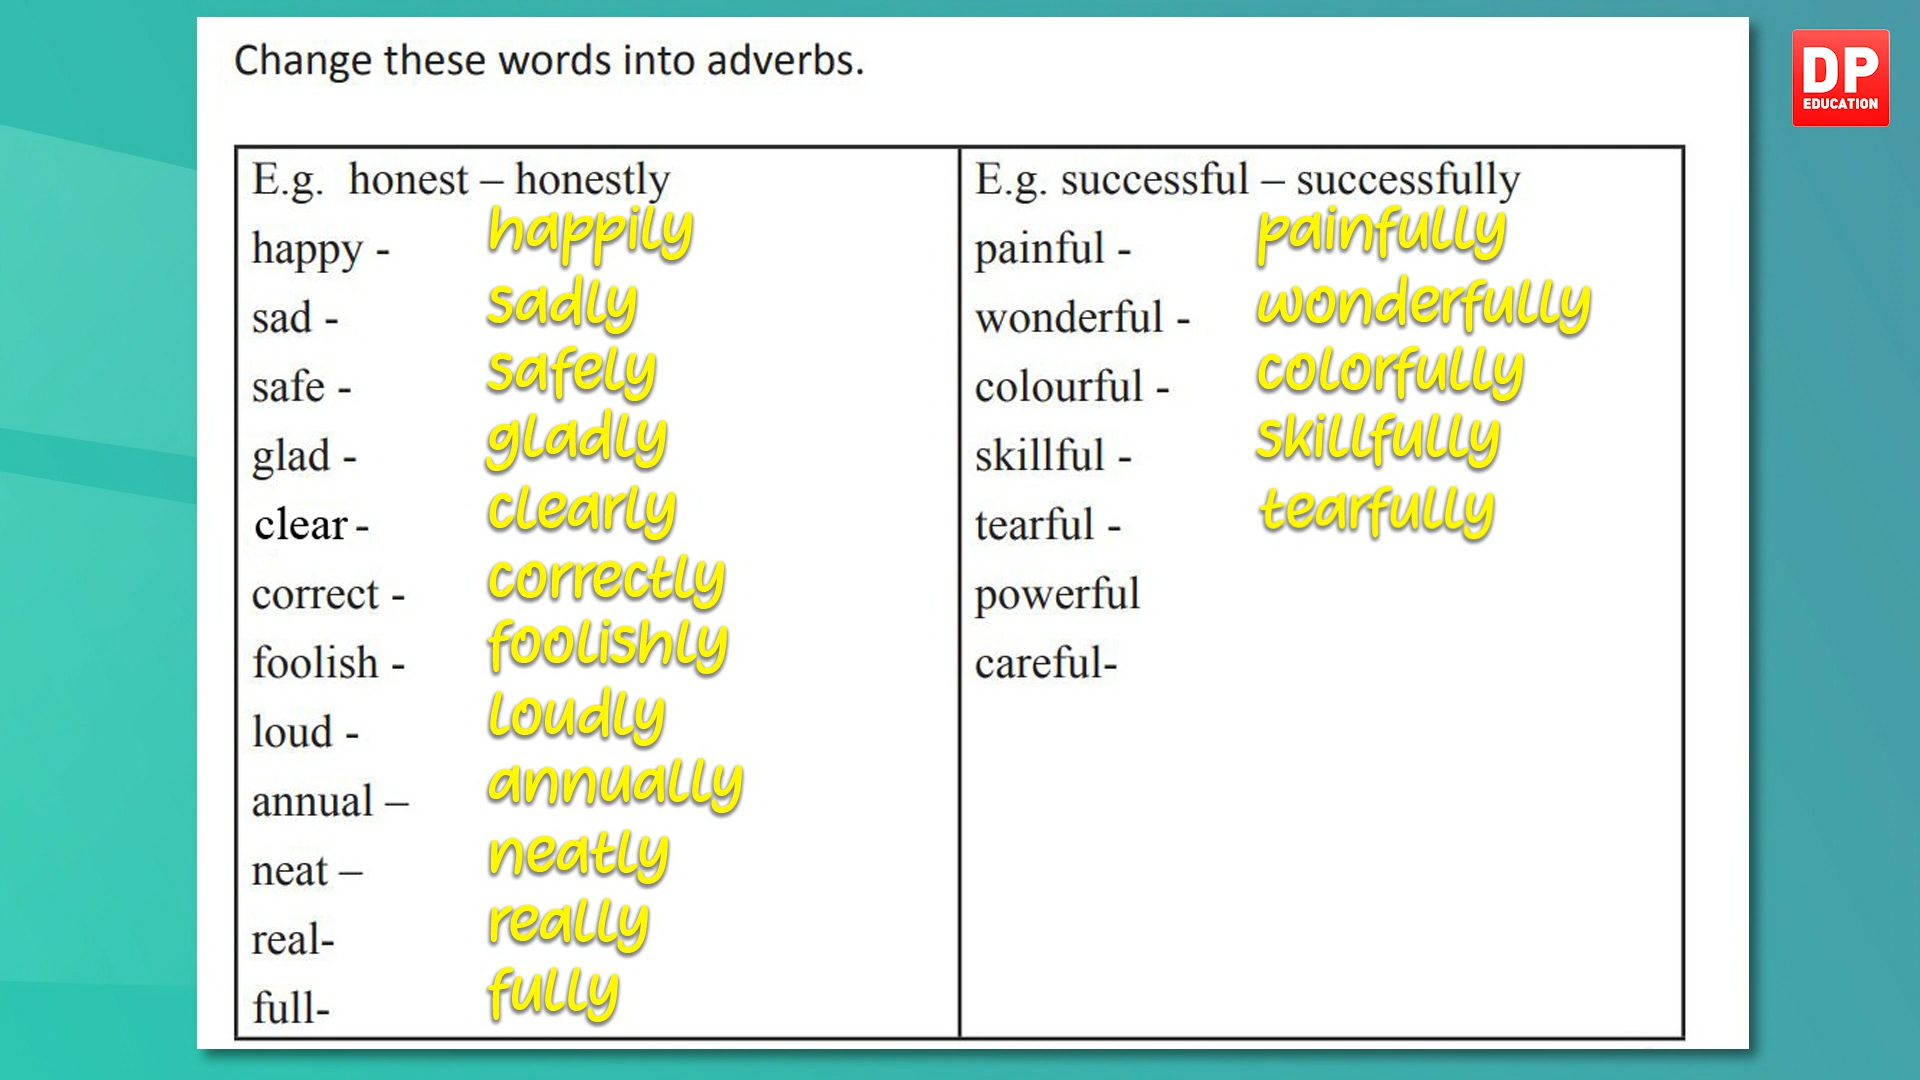 Change these words into adverbs.
DP
EDUCATION
E.g. honest – honestly
happy - happily
sad - sadly
safe - safely
glad - gladly
clear - clearly
correct - correctly
foolish - foolishly
loud - loudly
annual – annually
neat – neatly
real- really
full- fully
E.g. successful – successfully
painful - painfully
wonderful - wonderfully
colourful - colorfully
skillful - skillfully
tearful - tearfully
powerful
careful-